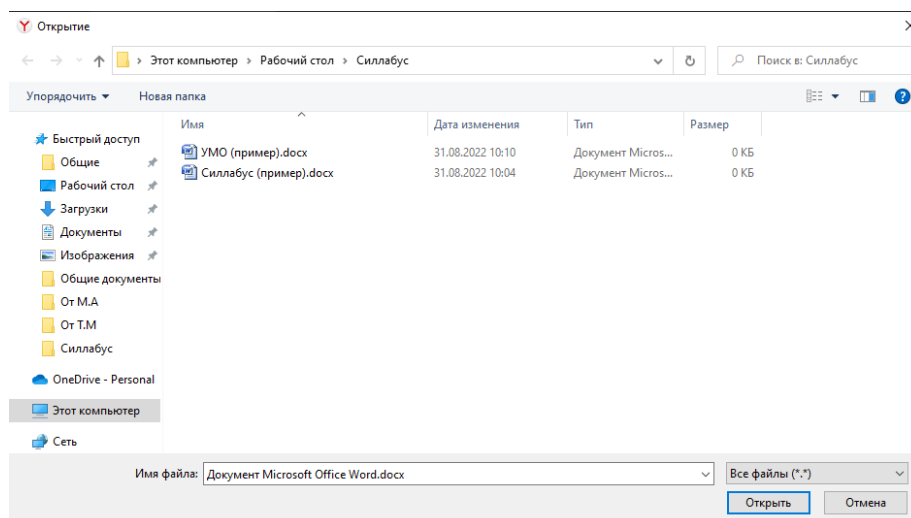 Открытие
Этот компьютер › Рабочий стол › Силлабус
Поиск в: Силлабус
Упорядочить
Новая папка
Имя Дата изменения Тип Размер
УМО (пример).docx 31.08.2022 10:10 Документ Micros... 0 КБ
Силлабус (пример).docx 31.08.2022 10:04 Документ Micros... 0 КБ
Быстрый доступ
Общие
Рабочий стол
Загрузки
Документы
Изображения
Общие документы
От М.А
От Т.М
Силлабус
OneDrive - Personal
Этот компьютер
Сеть
Имя файла: Документ Microsoft Office Word.docx
Все файлы (*.*)
Открыть Отмена